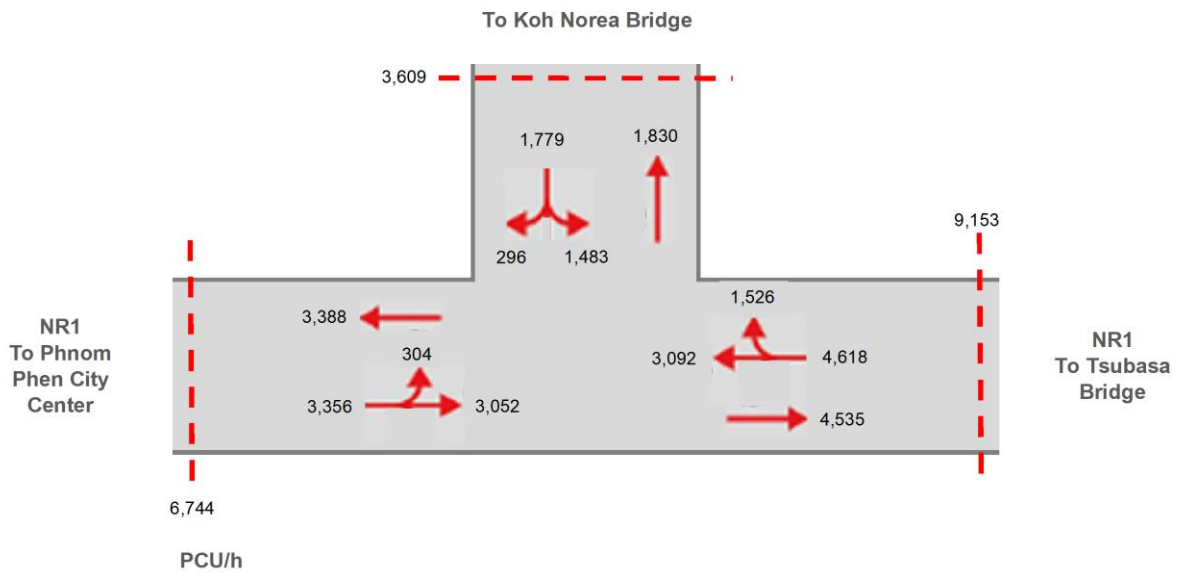 To Koh Norea Bridge
3,609
1,779
1,830
9,153
296
1,483
1,526
3,388
NR1
To Phnom
Phen City
Center
304
3,092
4,618
NR1
To Tsubasa
Bridge
3,356
3,052
4,535
6,744
PCU/h